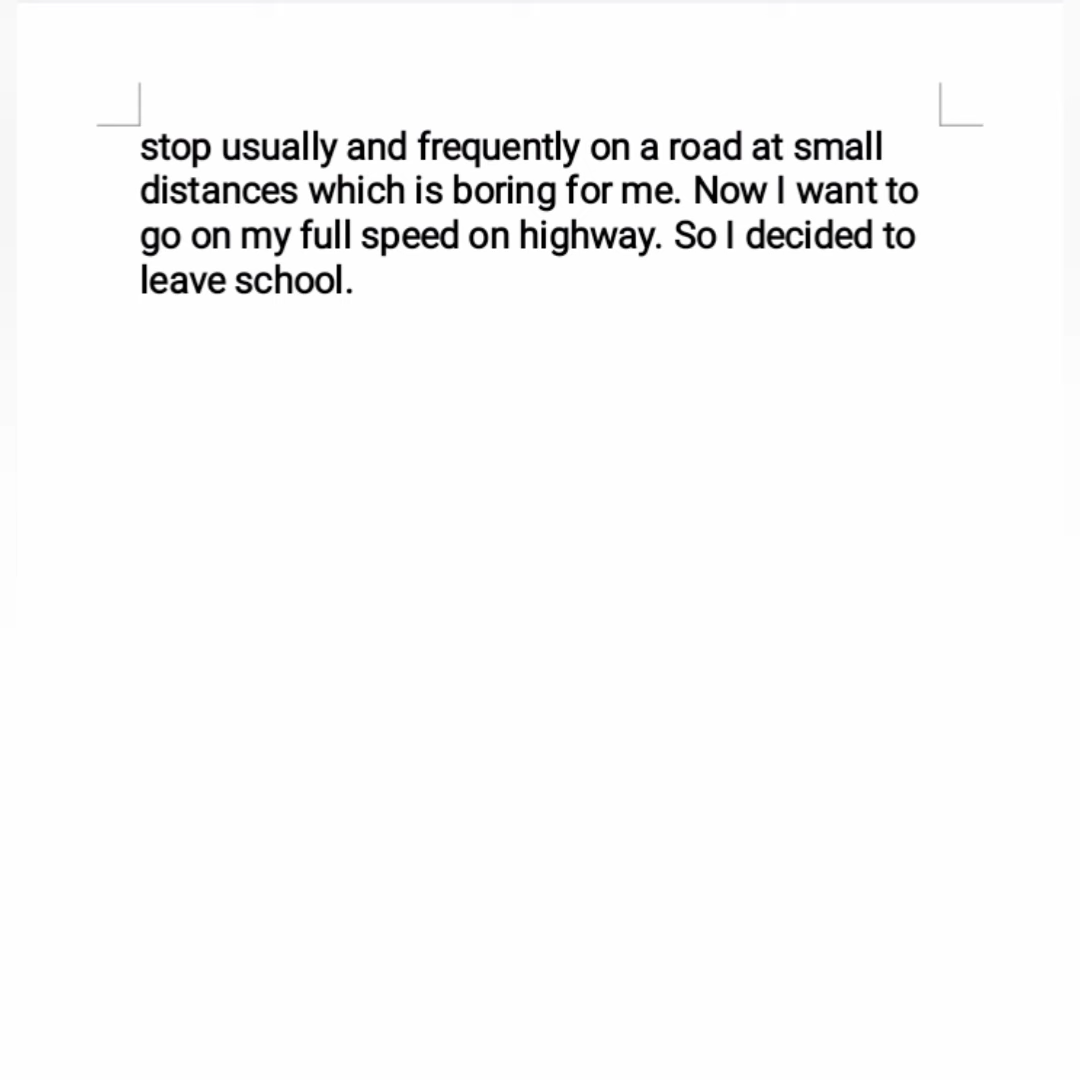 stop usually and frequently on a road at small
distances which is boring for me. Now I want to
go on my full speed on highway. So I decided to
leave school.